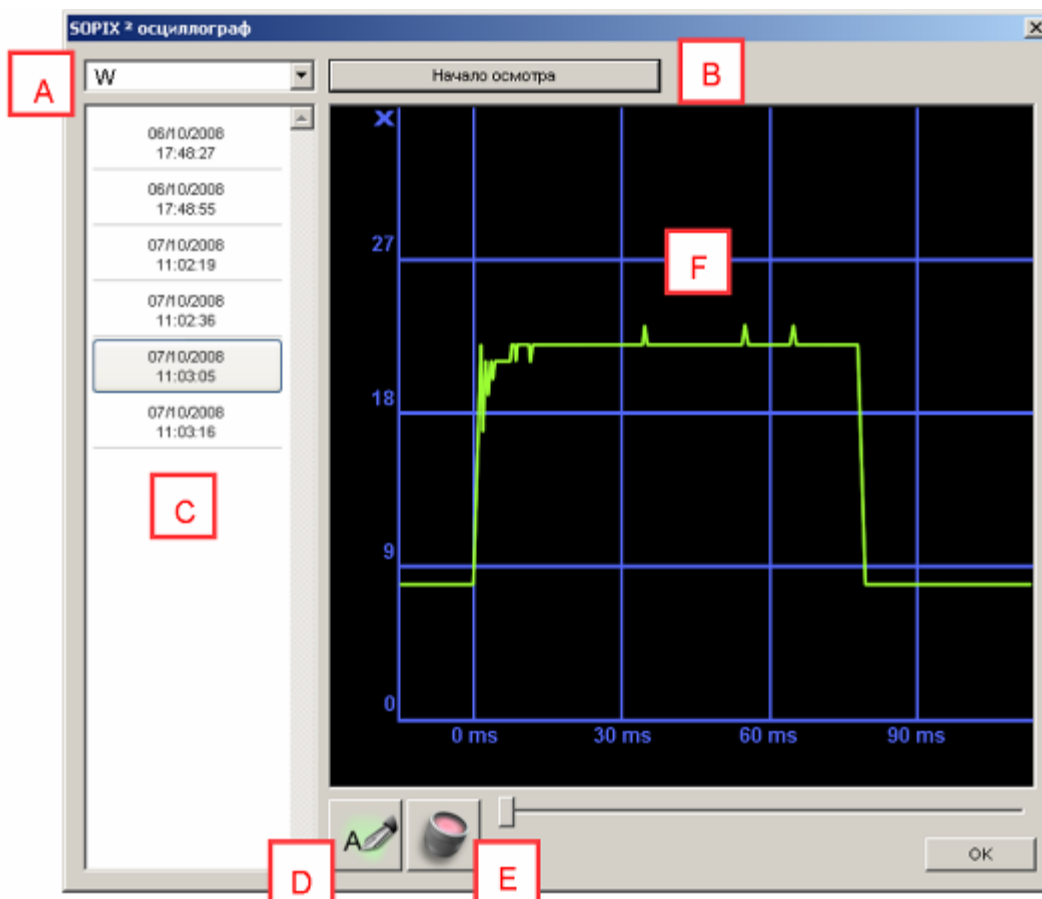 SOPIX ² осциллограф
A
W
Начало осмотра
B
06/10/2008
17:48:27
06/10/2008
17:48:55
07/10/2008
11:02:19
07/10/2008
11:02:36
07/10/2008
11:03:05
07/10/2008
11:03:16
C
X
27
F
18
9
0
0 ms 30 ms 60 ms 90 ms
A
D
E
OK